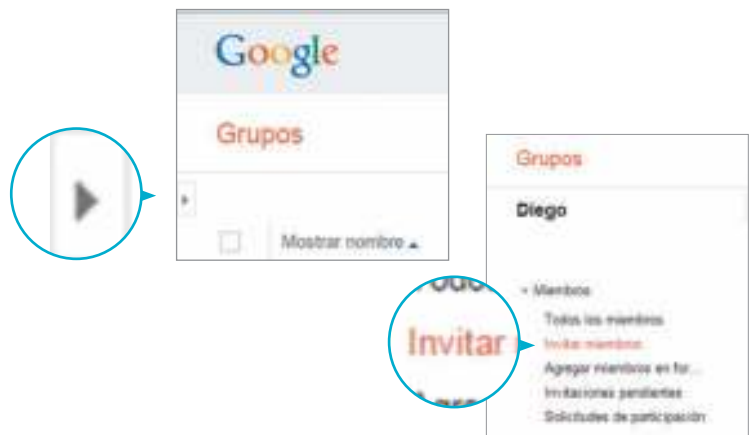 Google
Grupos
Mostrar nombre
Grupos
Diego
Miembros
Todos los miembros
Invitar
Invitar miembros
Agregar miembros en for...
Invitaciones pendientes
Solicitudes de participación